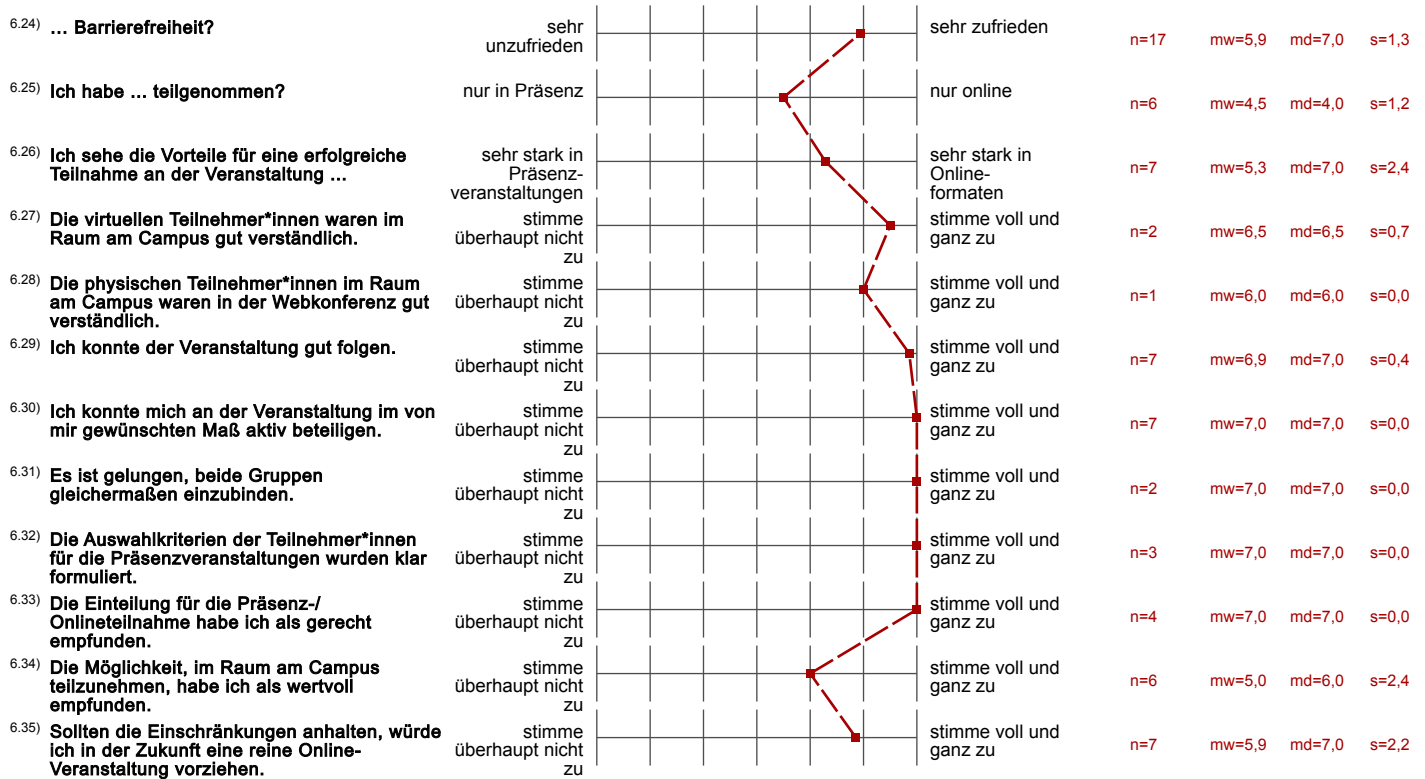 6.24) ... Barrierefreiheit? sehr unzufrieden sehr zufrieden n=17 mw=5,9 md=7,0 s=1,3
6.25) Ich habe ... teilgenommen? nur in Präsenz nur online n=6 mw=4,5 md=4,0 s=1,2
6.26) Ich sehe die Vorteile für eine erfolgreiche
Teilnahme an der Veranstaltung ...
sehr stark in
Präsenz-
veranstaltungen
sehr stark in
Online-
formaten
n=7 mw=5,3 md=7,0 s=2,4
6.27) Die virtuellen Teilnehmer*innen waren im
Raum am Campus gut verständlich.
stimme
überhaupt nicht
zu
stimme voll und
ganz zu
n=2 mw=6,5 md=6,5 s=0,7
6.28) Die physischen Teilnehmer*innen im Raum
am Campus waren in der Webkonferenz gut
verständlich.
stimme
überhaupt nicht
zu
stimme voll und
ganz zu
n=1 mw=6,0 md=6,0 s=0,0
6.29) Ich konnte der Veranstaltung gut folgen.
stimme
überhaupt nicht
zu
stimme voll und
ganz zu
n=7 mw=6,9 md=7,0 s=0,4
6.30) Ich konnte mich an der Veranstaltung im von
mir gewünschten Maß aktiv beteiligen.
stimme
überhaupt nicht
zu
stimme voll und
ganz zu
n=7 mw=7,0 md=7,0 s=0,0
6.31) Es ist gelungen, beide Gruppen
gleichermaßen einzubinden.
stimme
überhaupt nicht
zu
stimme voll und
ganz zu
n=2 mw=7,0 md=7,0 s=0,0
6.32) Die Auswahlkriterien der Teilnehmer*innen
für die Präsenzveranstaltungen wurden klar
formuliert.
stimme
überhaupt nicht
zu
stimme voll und
ganz zu
n=3 mw=7,0 md=7,0 s=0,0
6.33) Die Einteilung für die Präsenz-/
Onlineteilnahme habe ich als gerecht
empfunden.
stimme
überhaupt nicht
zu
stimme voll und
ganz zu
n=4 mw=7,0 md=7,0 s=0,0
6.34) Die Möglichkeit, im Raum am Campus
teilzunehmen, habe ich als wertvoll
empfunden.
stimme
überhaupt nicht
zu
stimme voll und
ganz zu
n=6 mw=5,0 md=6,0 s=2,4
6.35) Sollten die Einschränkungen anhalten, würde
ich in der Zukunft eine reine Online-
Veranstaltung vorziehen.
stimme
überhaupt nicht
zu
stimme voll und
ganz zu
n=7 mw=5,9 md=7,0 s=2,2